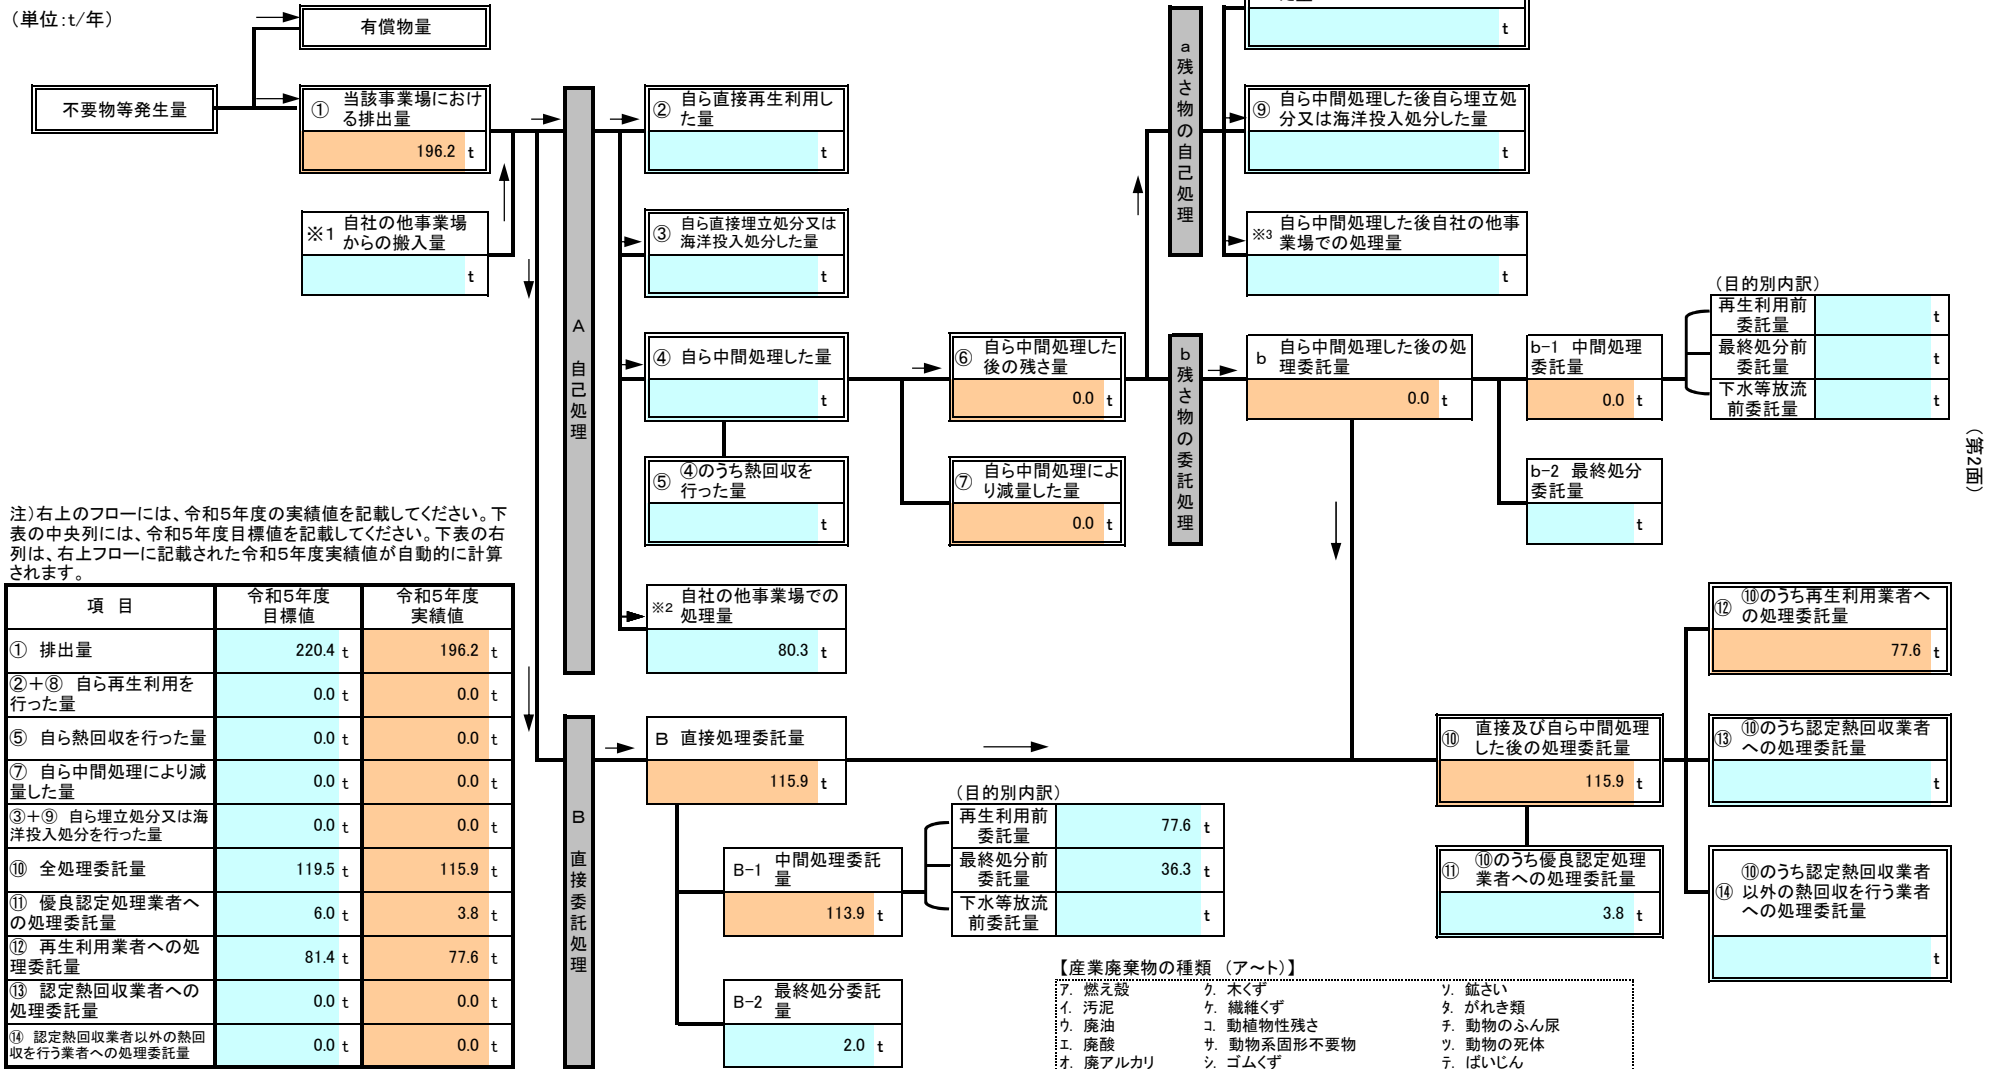 (単位:t/年)
有償物量
不要物等発生量
① 当該事業場におけ
る排出量
196.2 t
※1 自社の他事業場
からの搬入量
t
A 自己処理
② 自ら直接再生利用し
た量
t
③ 自ら直接埋立処分又は
海洋投入処分した量
t
④ 自ら中間処理した量
t
⑤ ④のうち熱回収を
行った量
t
※2 自社の他事業場での
処理量
80.3 t
⑥ 自ら中間処理した
後の残さ量
0.0 t
⑦ 自ら中間処理によ
り減量した量
0.0 t
a 残さ物の自己処理
t
⑨ 自ら中間処理した後自ら埋立処
分又は海洋投入処分した量
t
※3 自ら中間処理した後自社の他事
業場での処理量
t
b 残さ物の委託処理
b 自ら中間処理した後の処
理委託量
0.0 t
b-1 中間処理
委託量
0.0 t
b-2 最終処分
委託量
t
(目的別内訳)
再生利用前
委託量
t
最終処分前
委託量
t
下水等放流
前委託量
t
(第2面)
注)右上のフローには、令和5年度の実績値を記載してください。下
表の中央列には、令和5年度目標値を記載してください。下表の右
列は、右上フローに記載された令和5年度実績値が自動的に計算
されます。
項 目
令和5年度
目標値
令和5年度
実績値
① 排出量 220.4 t 196.2 t
②+⑧ 自ら再生利用を
行った量 0.0 t 0.0 t
⑤ 自ら熱回収を行った量 0.0 t 0.0 t
⑦ 自ら中間処理により減
量した量 0.0 t 0.0 t
③+⑨ 自ら埋立処分又は海
洋投入処分を行った量 0.0 t 0.0 t
⑩ 全処理委託量 119.5 t 115.9 t
⑪ 優良認定処理業者へ
の処理委託量 6.0 t 3.8 t
⑫ 再生利用業者への処
理委託量 81.4 t 77.6 t
⑬ 認定熱回収業者への
処理委託量 0.0 t 0.0 t
⑭ 認定熱回収業者以外の熱回
収を行う業者への処理委託量 0.0 t 0.0 t
B 直接委託処理
B 直接処理委託量
115.9 t
B-1 中間処理委託
量
113.9 t
B-2 最終処分委託
量
2.0 t
(目的別内訳)
再生利用前
委託量
77.6 t
最終処分前
委託量
36.3 t
下水等放流
前委託量
t
⑩ 直接及び自ら中間処理
した後の処理委託量
115.9 t
⑪ ⑩のうち優良認定処理
業者への処理委託量
3.8 t
⑫ ⑩のうち再生利用業者へ
の処理委託量
77.6 t
⑬ ⑩のうち認定熱回収業者
への処理委託量
t
⑭ ⑩のうち認定熱回収業者
以外の熱回収を行う業者
への処理委託量
t
【産業廃棄物の種類 (ア~ト)】
ア. 燃え殻 ク. 木くず ソ. 鉱さい
イ. 汚泥 ケ. 繊維くず タ. がれき類
ウ. 廃油 コ. 動植物性残さ チ. 動物のふん尿
エ. 廃酸 サ. 動物系固形不要物 ツ. 動物の死体
オ. 廃アルカリ シ. ゴムくず テ. ばいじん